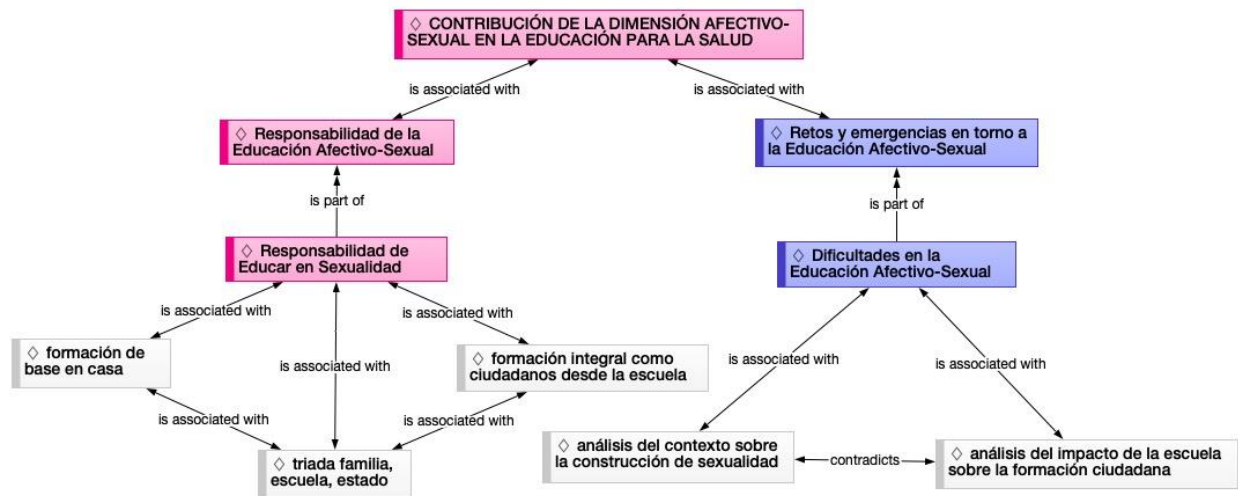 ◇ CONTRIBUCIÓN DE LA DIMENSIÓN AFECTIVO-
SEXUAL EN LA EDUCACIÓN PARA LA SALUD
is associated with
is associated with
◇ Responsabilidad de la
Educación Afectivo-Sexual
◇ Retos y emergencias en torno a
la Educación Afectivo-Sexual
is part of
is part of
◇ Responsabilidad de
Educar en Sexualidad
◇ Dificultades en la
Educación Afectivo-Sexual
is associated with
is associated with
is associated with
◇ formación de
base en casa
◇ formación integral como
ciudadanos desde la escuela
is associated with
is associated with
is associated with
is associated with
◇ triada familia,
escuela, estado
◇ análisis del contexto sobre
la construcción de sexualidad
contradicts
◇ análisis del impacto de la escuela
sobre la formación ciudadana